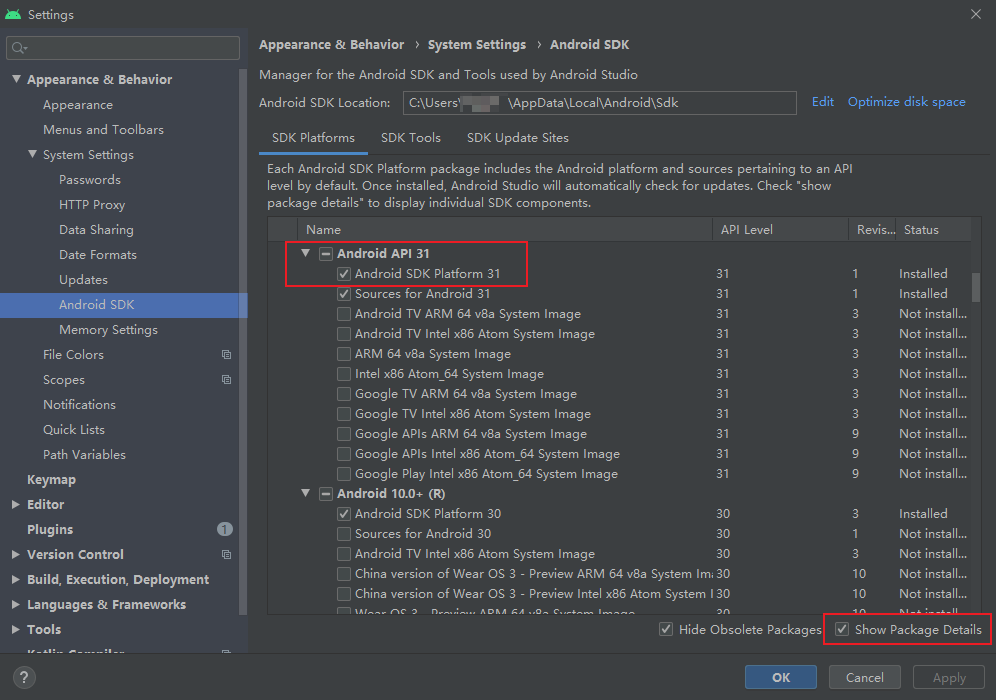 Settings
Appearance & Behavior
Appearance
Menus and Toolbars
System Settings
Passwords
HTTP Proxy
Data Sharing
Date Formats
Updates
Android SDK
Memory Settings
File Colors
Scopes
Notifications
Quick Lists
Path Variables
Keymap
Editor
Plugins 1
Version Control
Build, Execution, Deployment
Languages & Frameworks
Tools
Kotlin Compiler
Appearance & Behavior › System Settings › Android SDK
Manager for the Android SDK and Tools used by Android Studio
Android SDK Location: C:\Users\ \AppData\Local\Android\Sdk Edit Optimize disk space
SDK Platforms SDK Tools SDK Update Sites
Each Android SDK Platform package includes the Android platform and sources pertaining to an API
level by default. Once installed, Android Studio will automatically check for updates. Check "show
package details" to display individual SDK components.
Name API Level Revis... Status
Android API 31
Android SDK Platform 31 31 1 Installed
Sources for Android 31 31 1 Installed
Android TV ARM 64 v8a System Image 31 3 Not install...
Android TV Intel x86 Atom System Image 31 3 Not install...
ARM 64 v8a System Image 31 3 Not install...
Intel x86 Atom_64 System Image 31 3 Not install...
Google TV ARM 64 v8a System Image 31 3 Not install...
Google TV Intel x86 Atom System Image 31 3 Not install...
Google APIs ARM 64 v8a System Image 31 9 Not install...
Google APIs Intel x86 Atom_64 System Image 31 9 Not install...
Google Play Intel x86 Atom_64 System Image 31 9 Not install...
Android 10.0+ (R)
Android SDK Platform 30 30 3 Installed
Sources for Android 30 30 1 Not install...
Android TV Intel x86 Atom System Image 30 3 Not install...
China version of Wear OS 3 - Preview ARM 64 v8a System Im 30 10 Not install...
China version of Wear OS 3 - Preview Intel x86 Atom System I 30 10 Not install...
Wear OS 3 - Preview ARM 64 v8a System Image 30 10 Not install...
Hide Obsolete Packages Show Package Details
? OK Cancel Apply